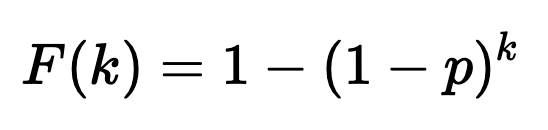 F(k) = 1 − (1 − p)^k